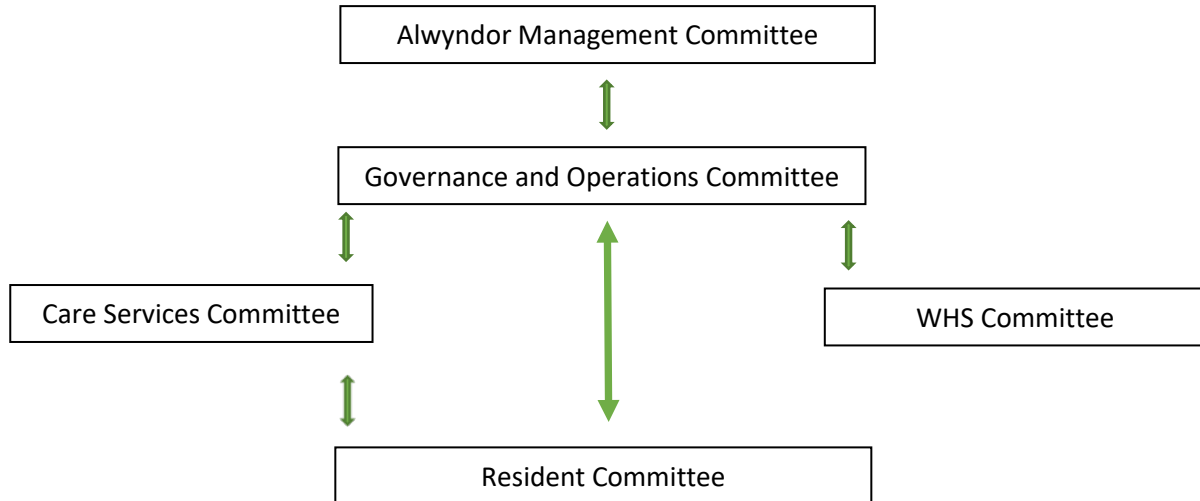 Alwyndor Management Committee
Governance and Operations Committee
Care Services Committee
WHS Committee
Resident Committee